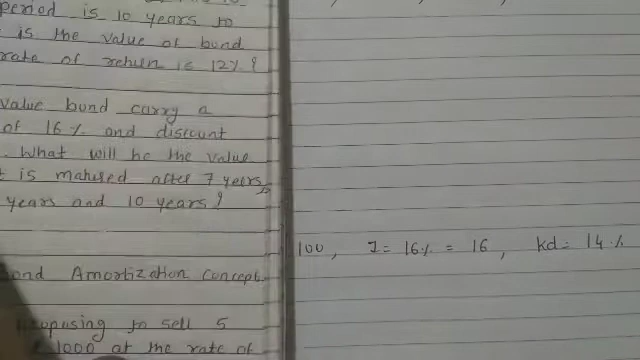 period is 10 years to
is the value of bond
rate of return is 12% ?
value bond carry a
of 16% and discount
What will be the value
is matured after 7 years
years and 10 years ?
100, I = 16% = 16, kd = 14%
Bond Amortization concept
proposing to sell 5
1000 at the rate of